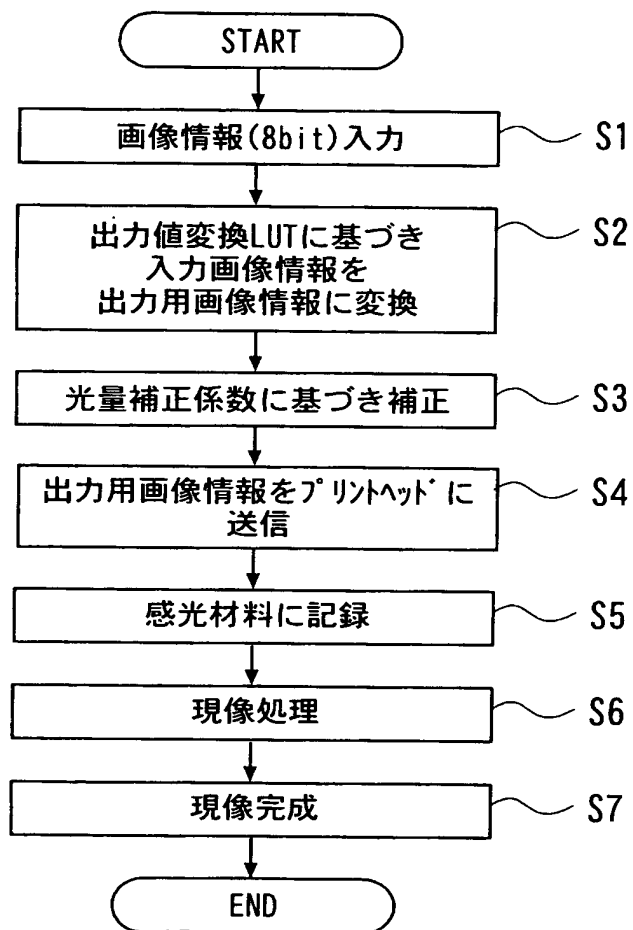 START
画像情報(8bit)入力
S1
出力値変換LUTに基づき
入力画像情報を
出力用画像情報に変換
S2
光量補正係数に基づき補正
S3
出力用画像情報をﾌﾟﾘﾝﾄﾍｯﾄﾞに
送信
S4
感光材料に記録
S5
現像処理
S6
現像完成
S7
END